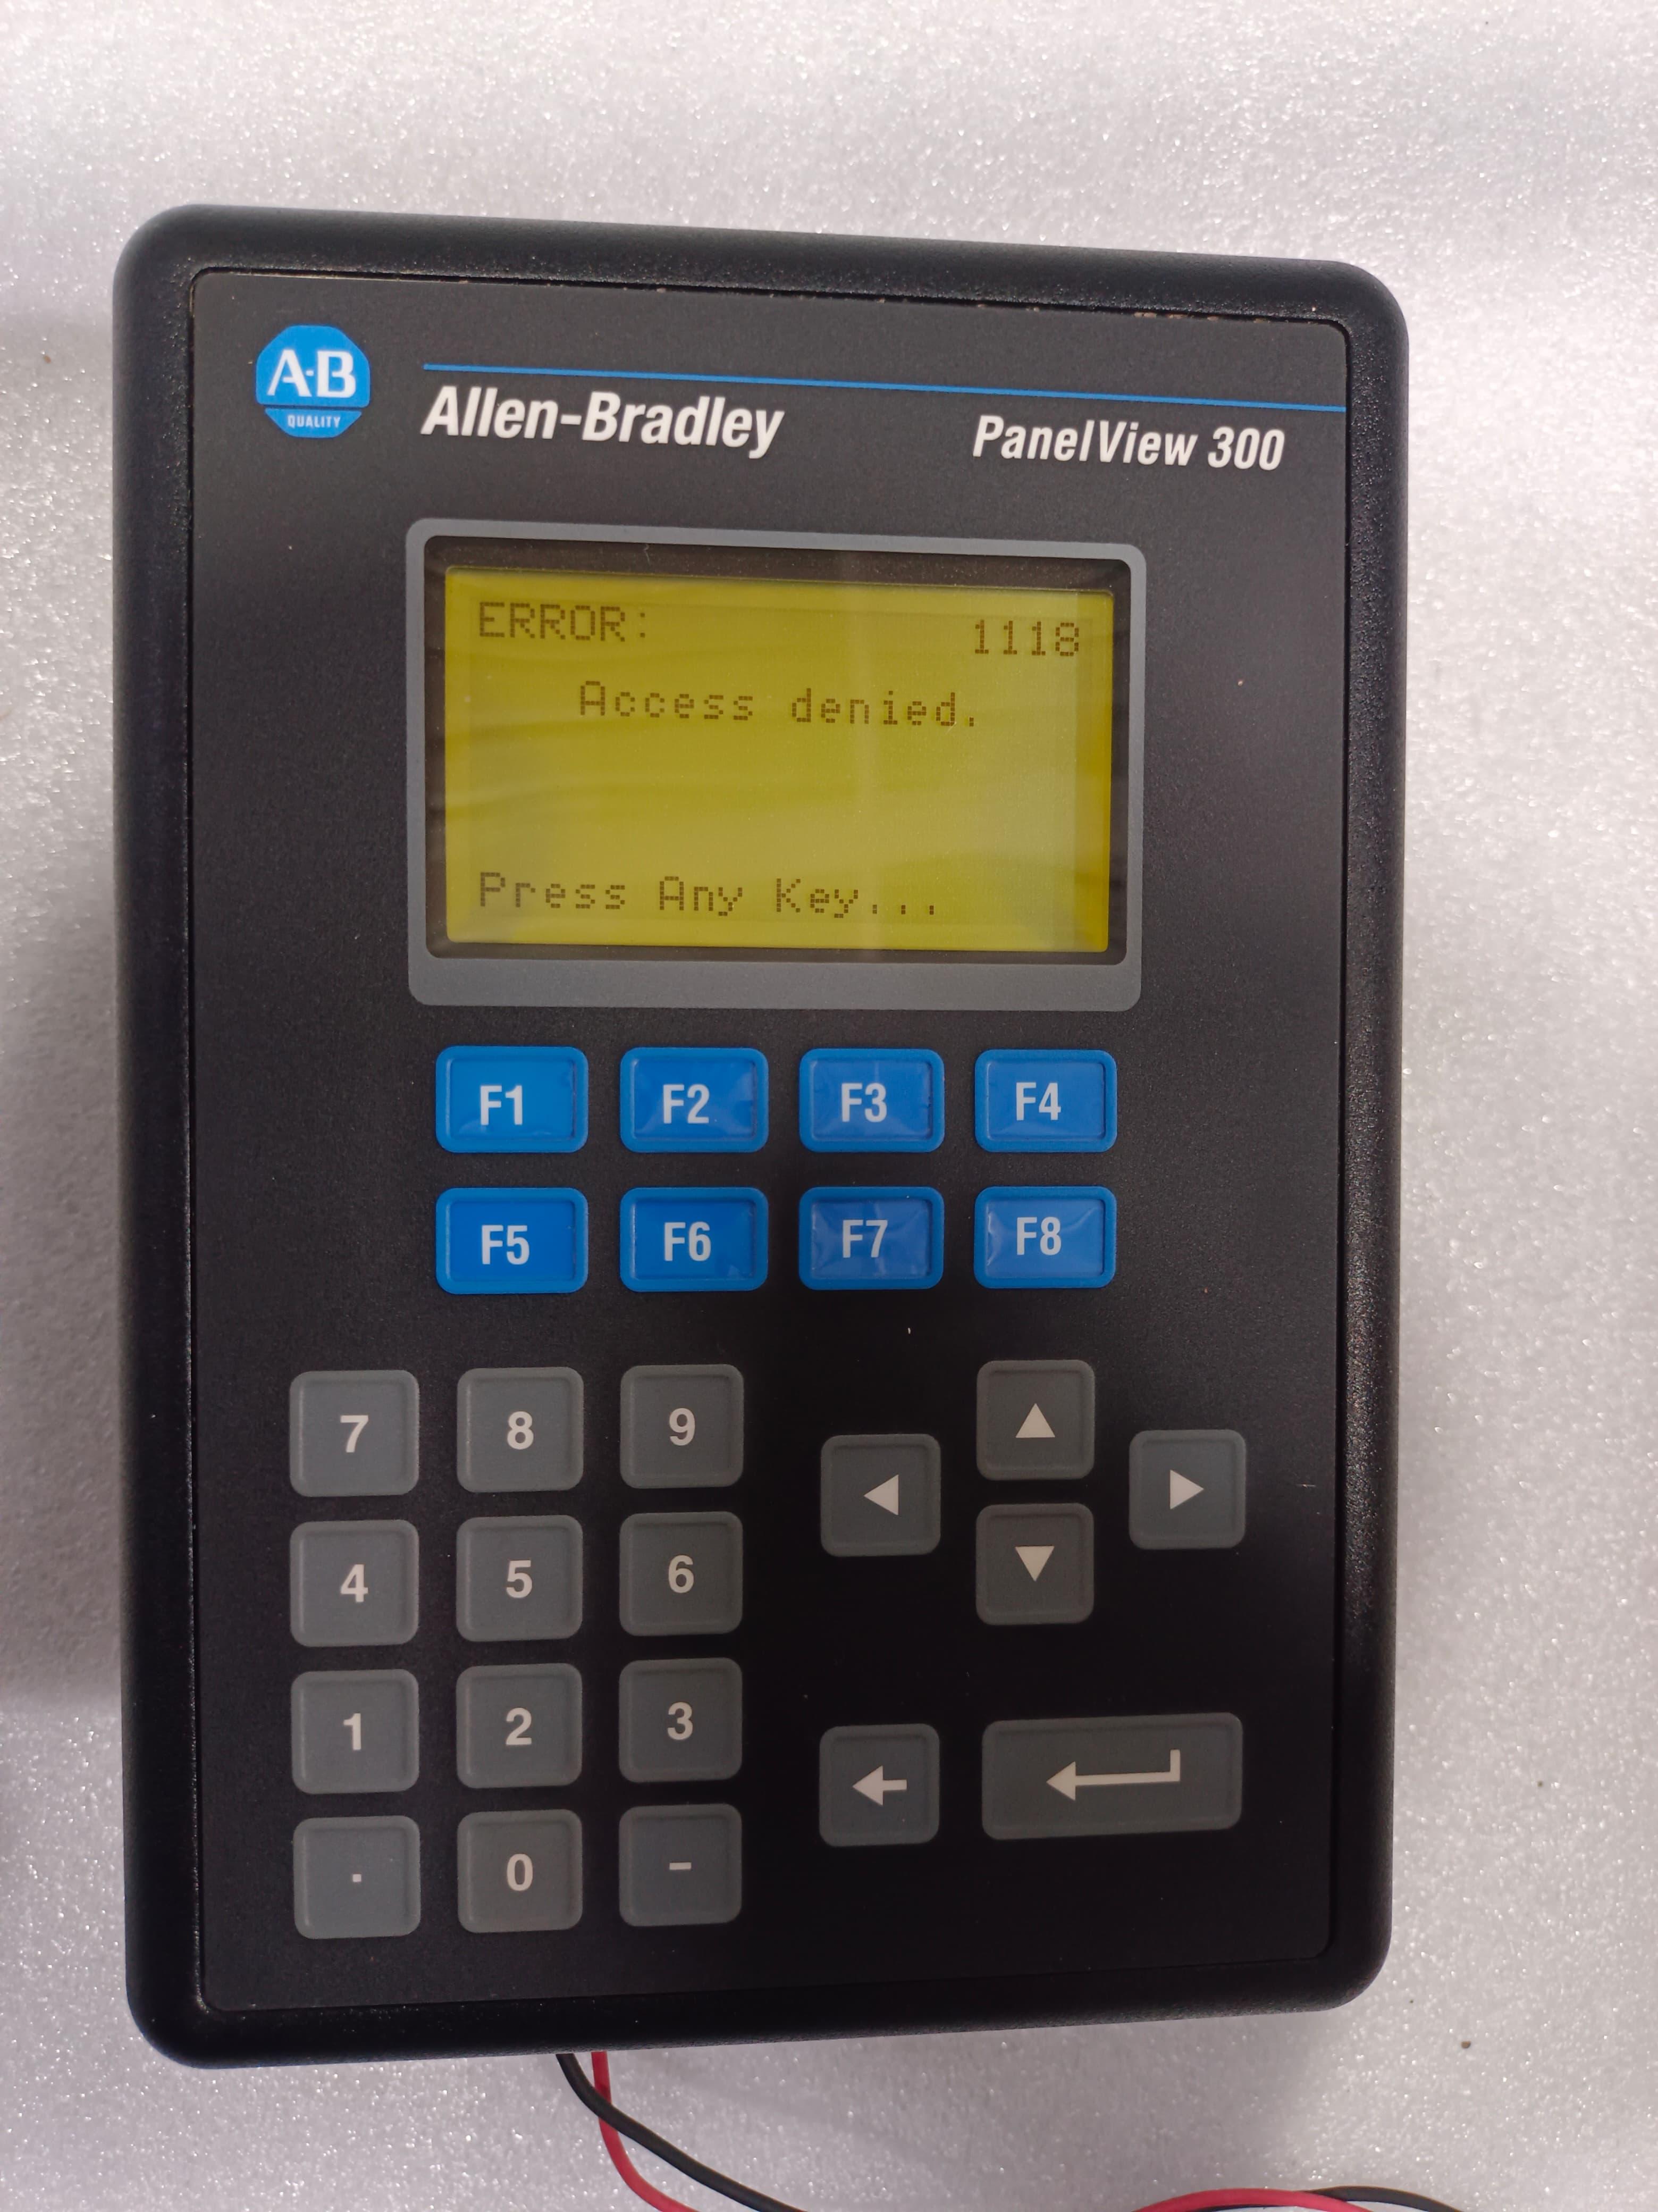 A·B
QUALITY
Allen-Bradley
PanelView 300
ERROR: 1118
Access denied.
Press Any Key...
F1 F2 F3 F4
F5 F6 F7 F8
7 8 9
4 5 6
1 2 3
. 0 -